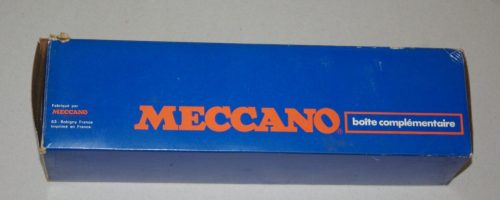 Fabriqué par
MECCANO
93 - Bobigny France
Imprimé en France
MECCANO®
boîte complémentaire